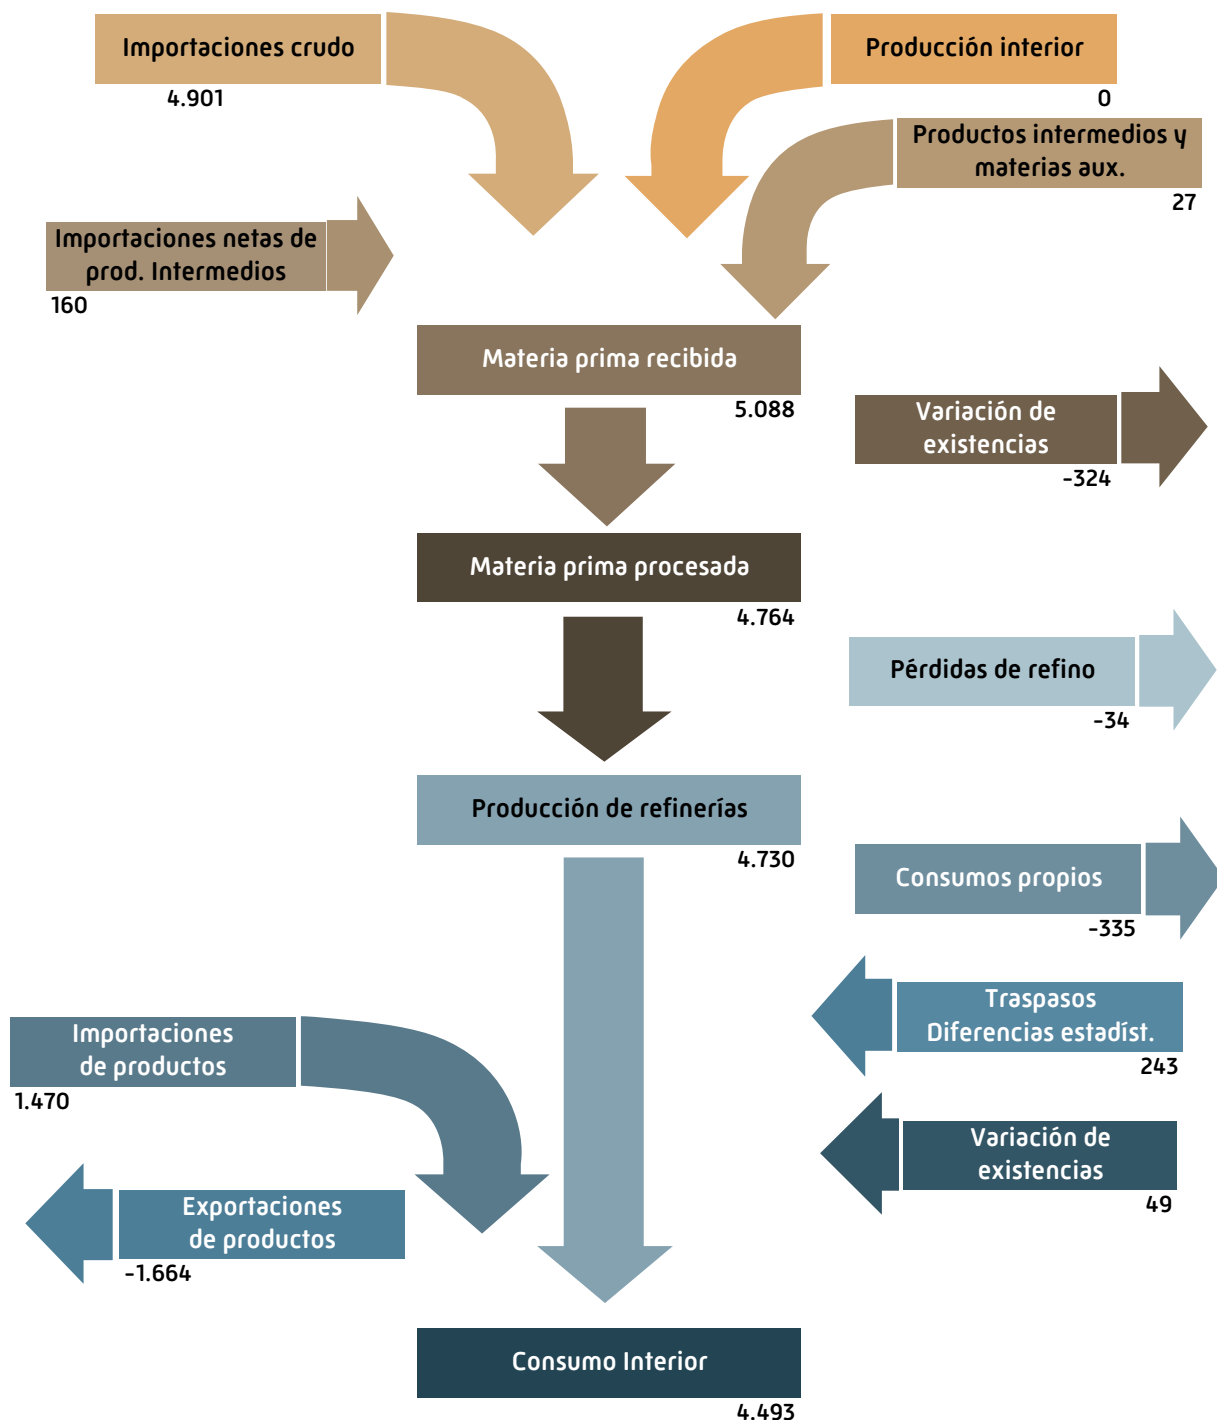 Importaciones crudo
4.901
Producción interior
0
Productos intermedios y
materias aux.
27
Importaciones netas de
prod. Intermedios
160
Materia prima recibida
5.088
Variación de
existencias
-324
Materia prima procesada
4.764
Pérdidas de refino
-34
Producción de refinerías
4.730
Consumos propios
-335
Traspasos
Diferencias estadíst.
243
Importaciones
de productos
1.470
Variación de
existencias
49
Exportaciones
de productos
-1.664
Consumo Interior
4.493